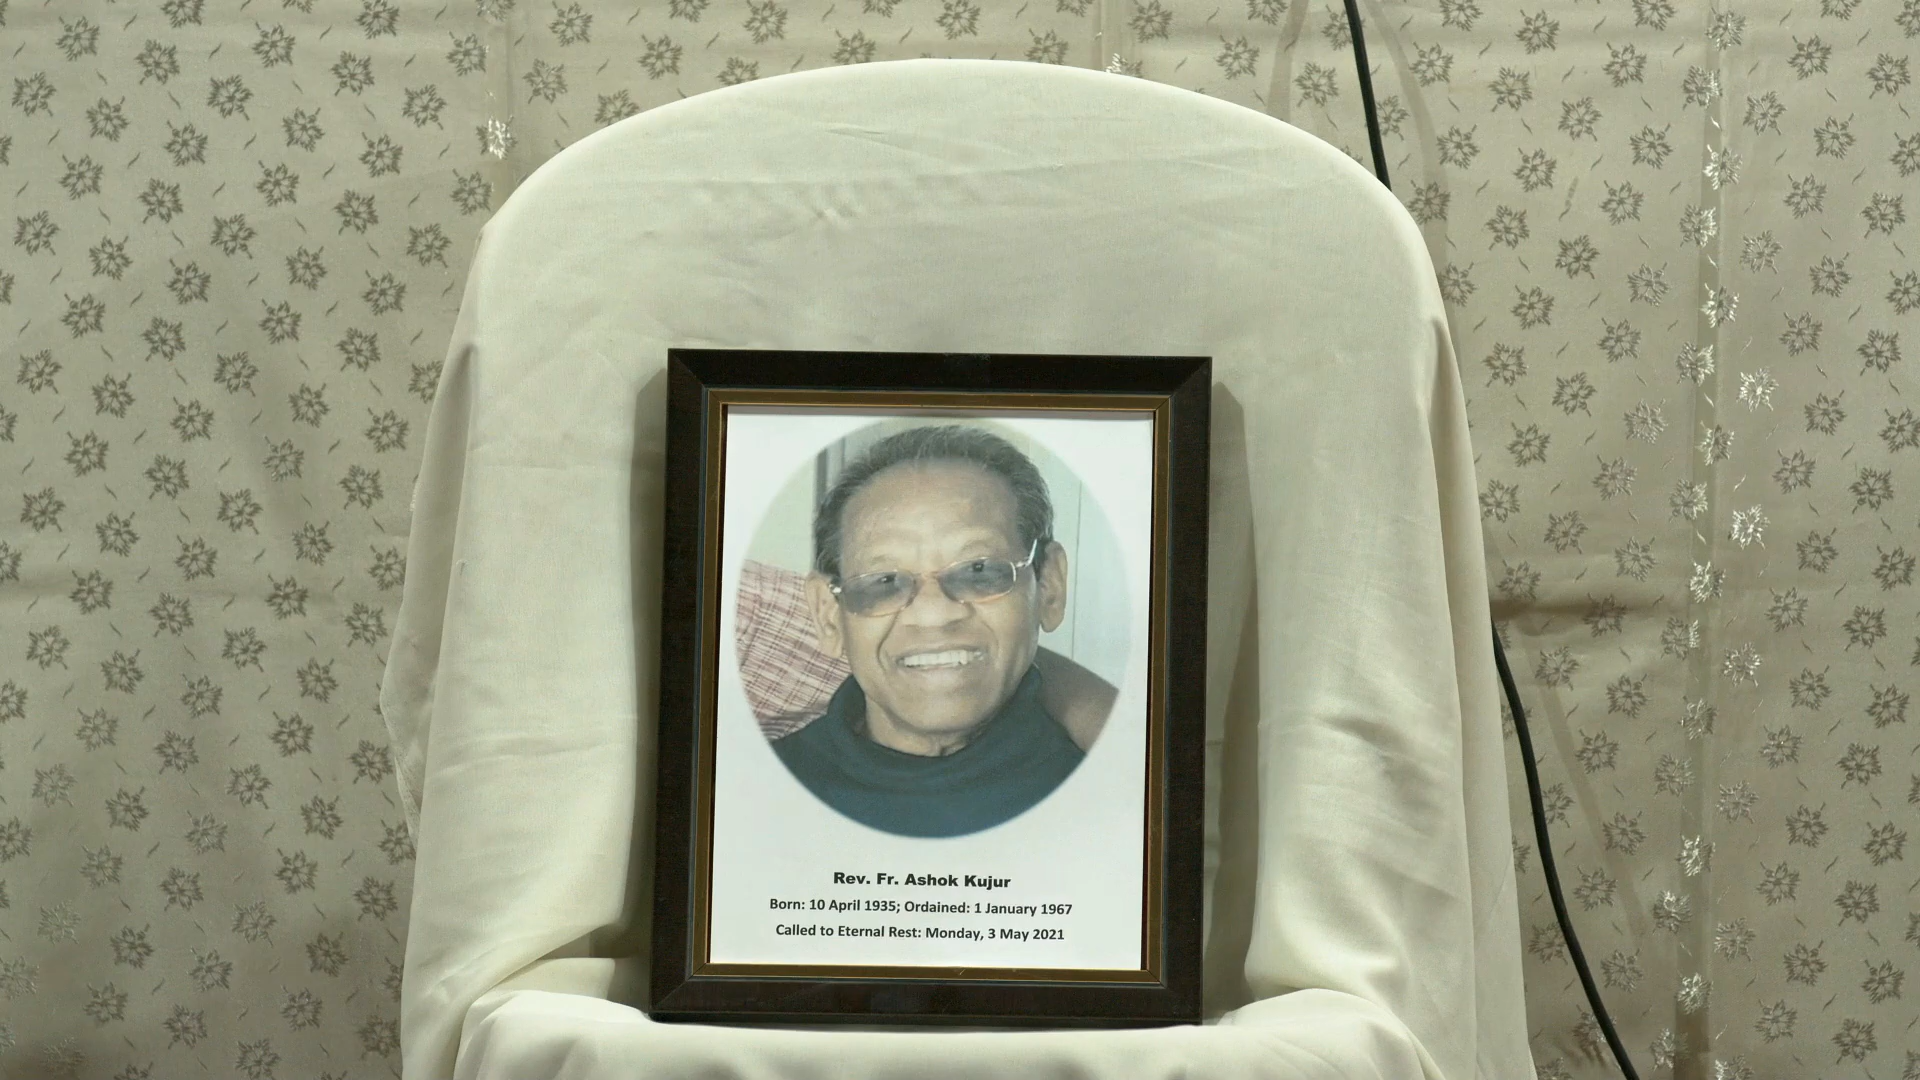 Rev. Fr. Ashok Kujur
Born: 10 April 1935; Ordained: 1 January 1967
Called to Eternal Rest: Monday, 3 May 2021